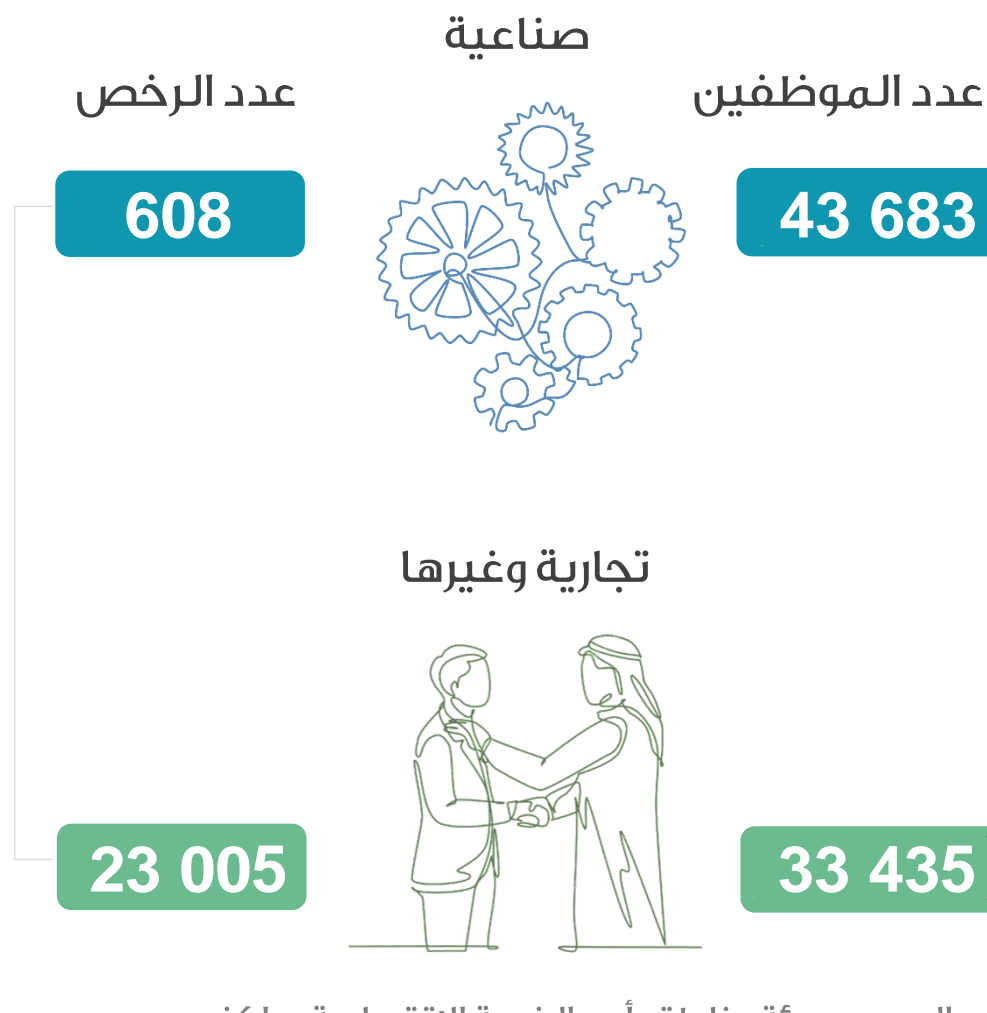 صناعية
عدد الموظفين
عدد الرخص
43 683
608
تجارية وغيرها
33 435
23 005